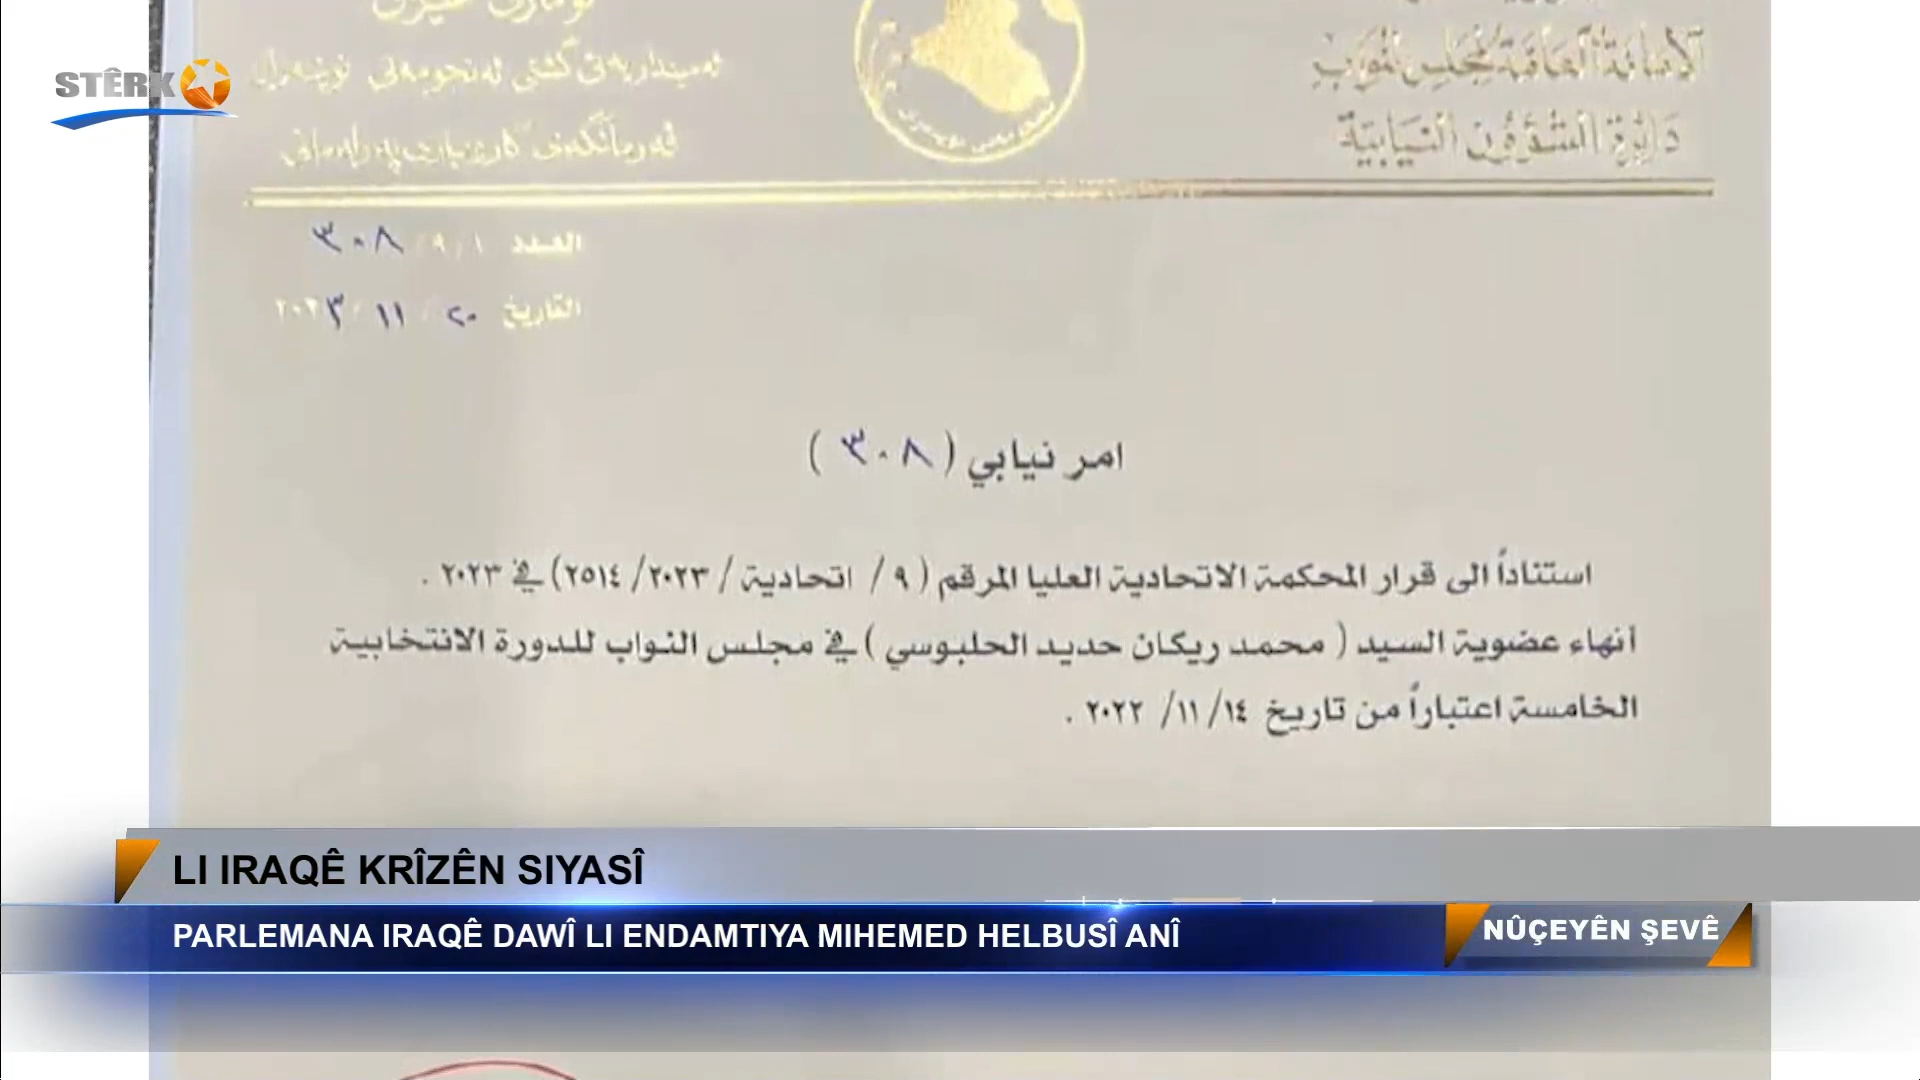 STÊRK
الأمانة العامة لمجلس النواب
دائرة الشؤون النيابية
العدد ١/٩/ ٣٠٨
التاريخ ٢٠ / ١١ / ٢٠٢٣
امر نيابي ( ٣٠٨ )
استناداً الى قرار المحكمة الاتحادية العليا المرقم ( ٩ / اتحادية / ٢٠٢٣/ ٢٥١٤) في ٢٠٢٣ .
أنهاء عضوية السيد ( محمد ريكان حديد الحلبوسي ) في مجلس النواب للدورة الانتخابية
الخامسة اعتباراً من تاريخ ١٤/ ١١/ ٢٠٢٢ .
LI IRAQÊ KRÎZÊN SIYASÎ
PARLEMANA IRAQÊ DAWÎ LI ENDAMTIYA MIHEMED HELBUSÎ ANÎ
NÛÇEYÊN ŞEVÊ